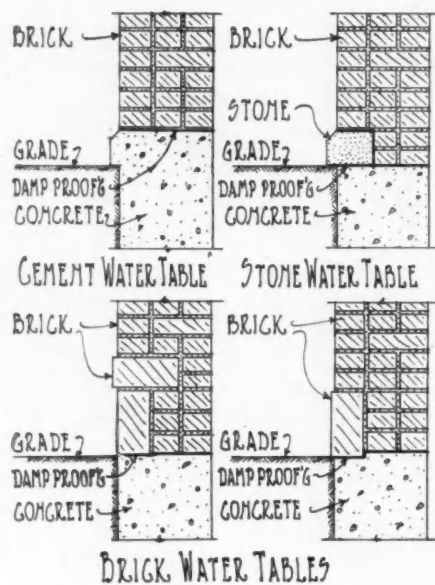 BRICK
STONE
GRADE
DAMP PROOF'G
CONCRETE
CEMENT WATER TABLE
BRICK
GRADE
DAMP PROOF'G
CONCRETE
STONE WATER TABLE
BRICK
GRADE
DAMP PROOF'G
CONCRETE
BRICK
GRADE
DAMP PROOF'G
CONCRETE
BRICK WATER TABLES